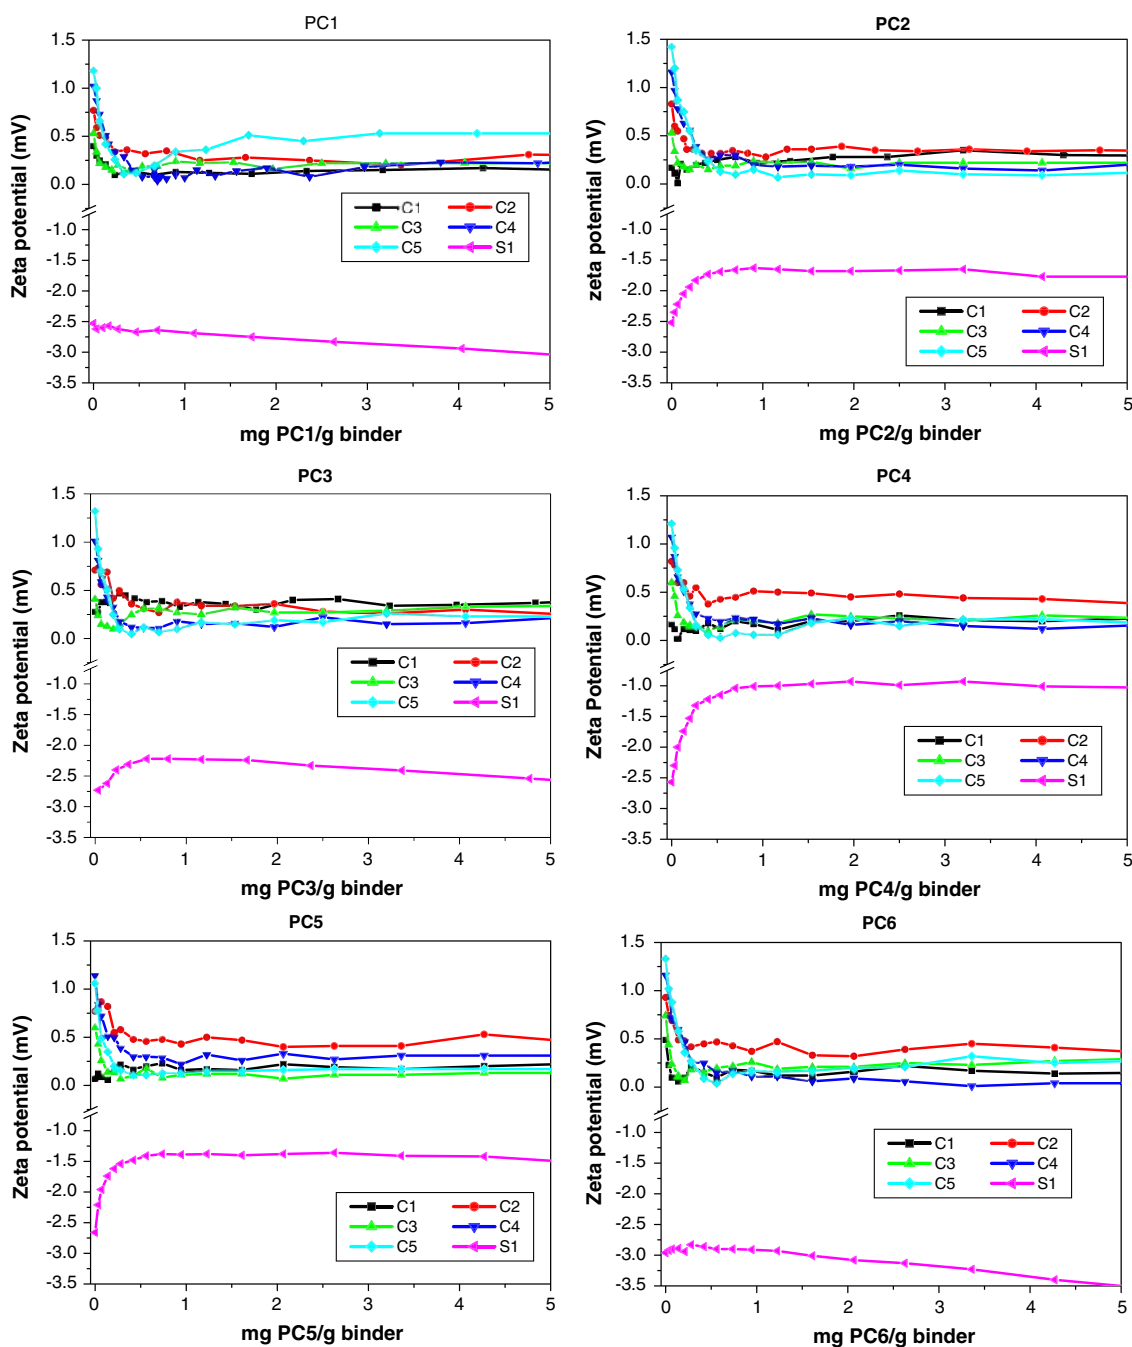 PC1
Zeta potential (mV)
1.5
1.0
0.5
0.0
-1.0
-1.5
-2.0
-2.5
-3.0
-3.5
C1 C2
C3 C4
C5 S1
0 1 2 3 4 5
mg PC1/g binder
PC2
zeta potential (mV)
1.5
1.0
0.5
0.0
-1.0
-1.5
-2.0
-2.5
-3.0
-3.5
C1 C2
C3 C4
C5 S1
0 1 2 3 4 5
mg PC2/g binder
PC3
Zeta potential (mV)
1.5
1.0
0.5
0.0
-1.0
-1.5
-2.0
-2.5
-3.0
-3.5
C1 C2
C3 C4
C5 S1
0 1 2 3 4 5
mg PC3/g binder
PC4
Zeta Potential (mV)
1.5
1.0
0.5
0.0
-1.0
-1.5
-2.0
-2.5
-3.0
-3.5
C1 C2
C3 C4
C5 S1
0 1 2 3 4 5
mg PC4/g binder
PC5
Zeta potential (mV)
1.5
1.0
0.5
0.0
-1.0
-1.5
-2.0
-2.5
-3.0
-3.5
C1 C2
C3 C4
C5 S1
0 1 2 3 4 5
mg PC5/g binder
PC6
Zeta potential (mV)
1.5
1.0
0.5
0.0
-1.0
-1.5
-2.0
-2.5
-3.0
-3.5
C1 C2
C3 C4
C5 S1
0 1 2 3 4 5
mg PC6/g binder